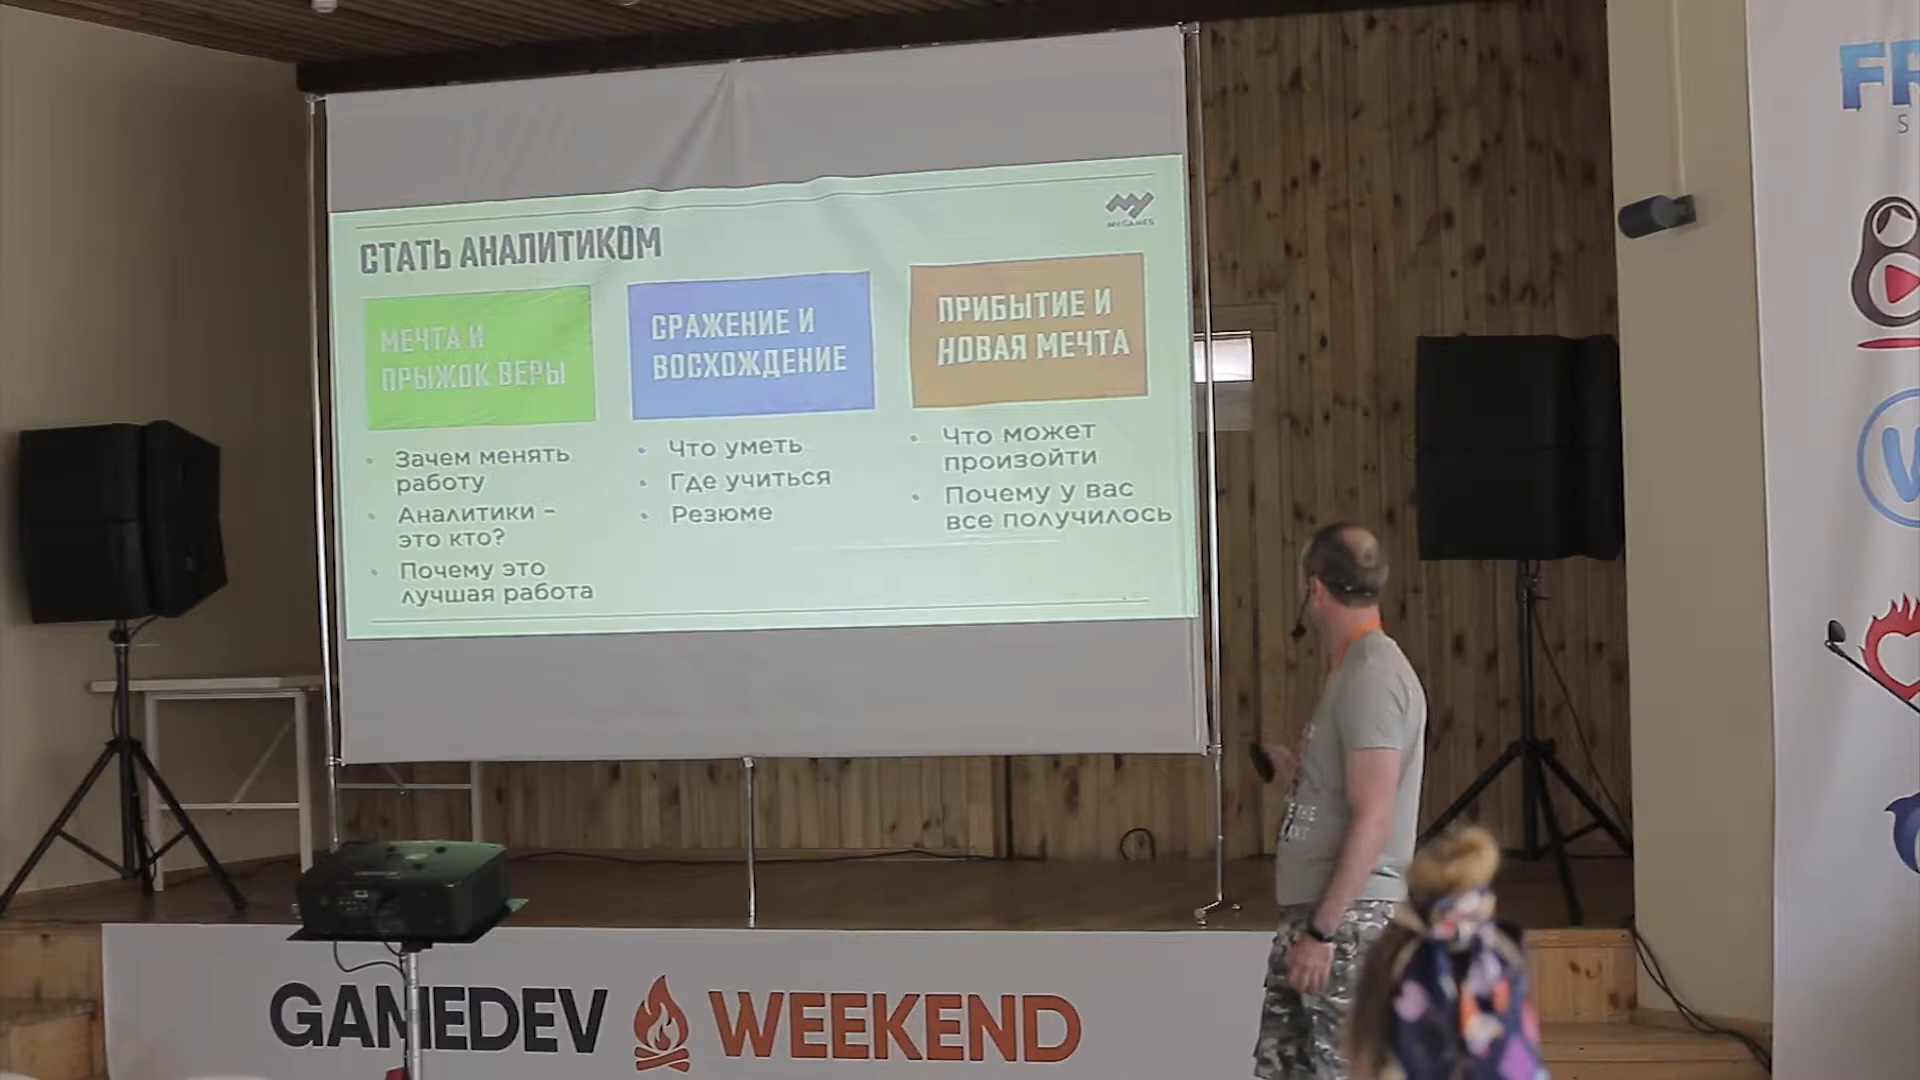 СТАТЬ АНАЛИТИКОМ
MY.GAMES
МЕЧТА И
ПРЫЖОК ВЕРЫ
• Зачем менять
работу
• Аналитики –
это кто?
• Почему это
лучшая работа
СРАЖЕНИЕ И
ВОСХОЖДЕНИЕ
• Что уметь
• Где учиться
• Резюме
ПРИБЫТИЕ И
НОВАЯ МЕЧТА
• Что может
произойти
• Почему у вас
все получилось
GAMEDEV WEEKEND